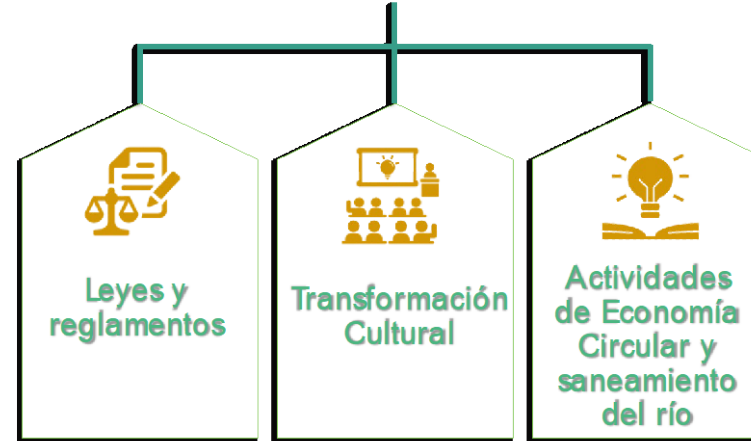 Leyes y
reglamentos
Transformación
Cultural
Actividades
de Economía
Circular y
saneamiento
del río